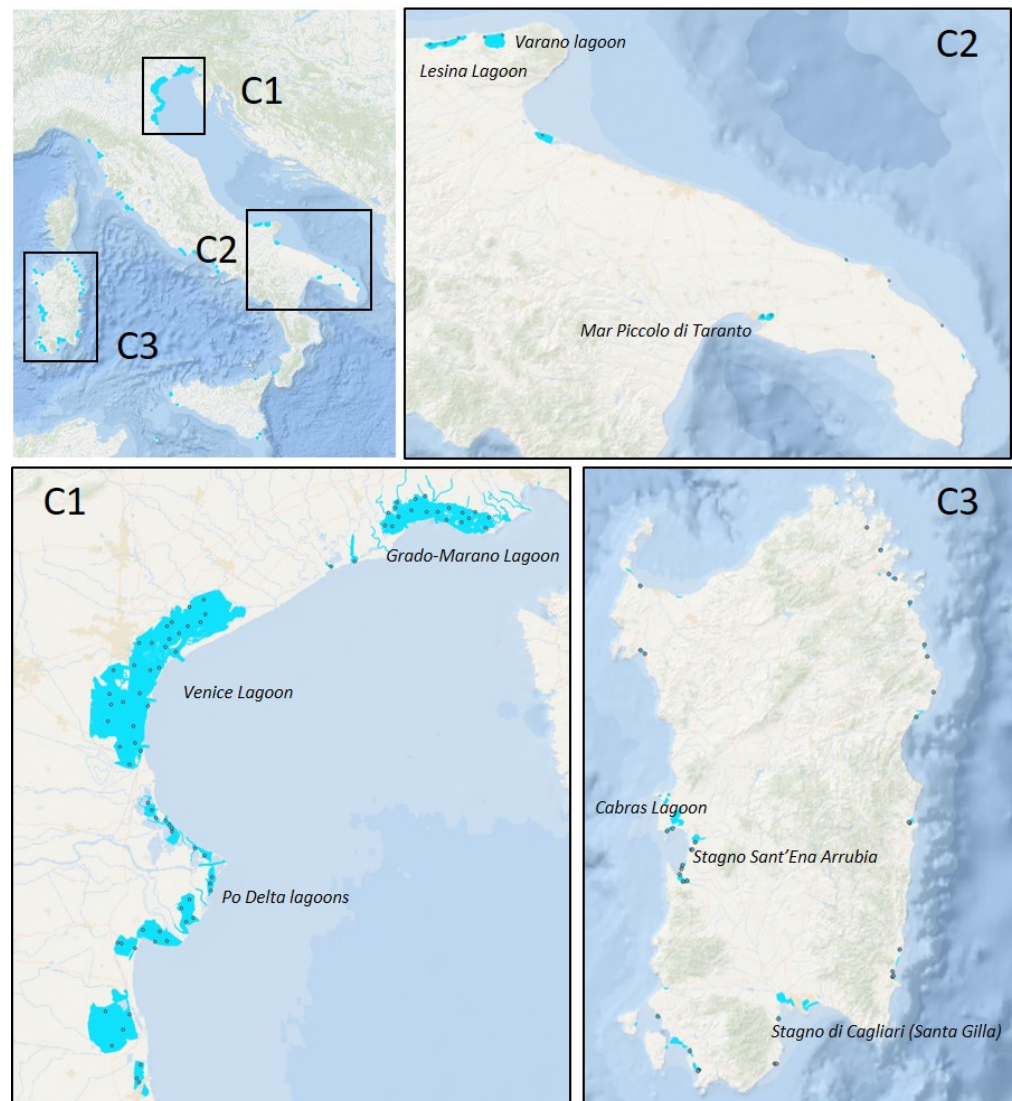 C1
C2
C3
C2
Varano lagoon
Lesina Lagoon
Mar Piccolo di Taranto
C1
Grado-Marano Lagoon
Venice Lagoon
Po Delta lagoons
C3
Cabras Lagoon
Stagno Sant'Ena Arrubia
Stagno di Cagliari (Santa Gilla)